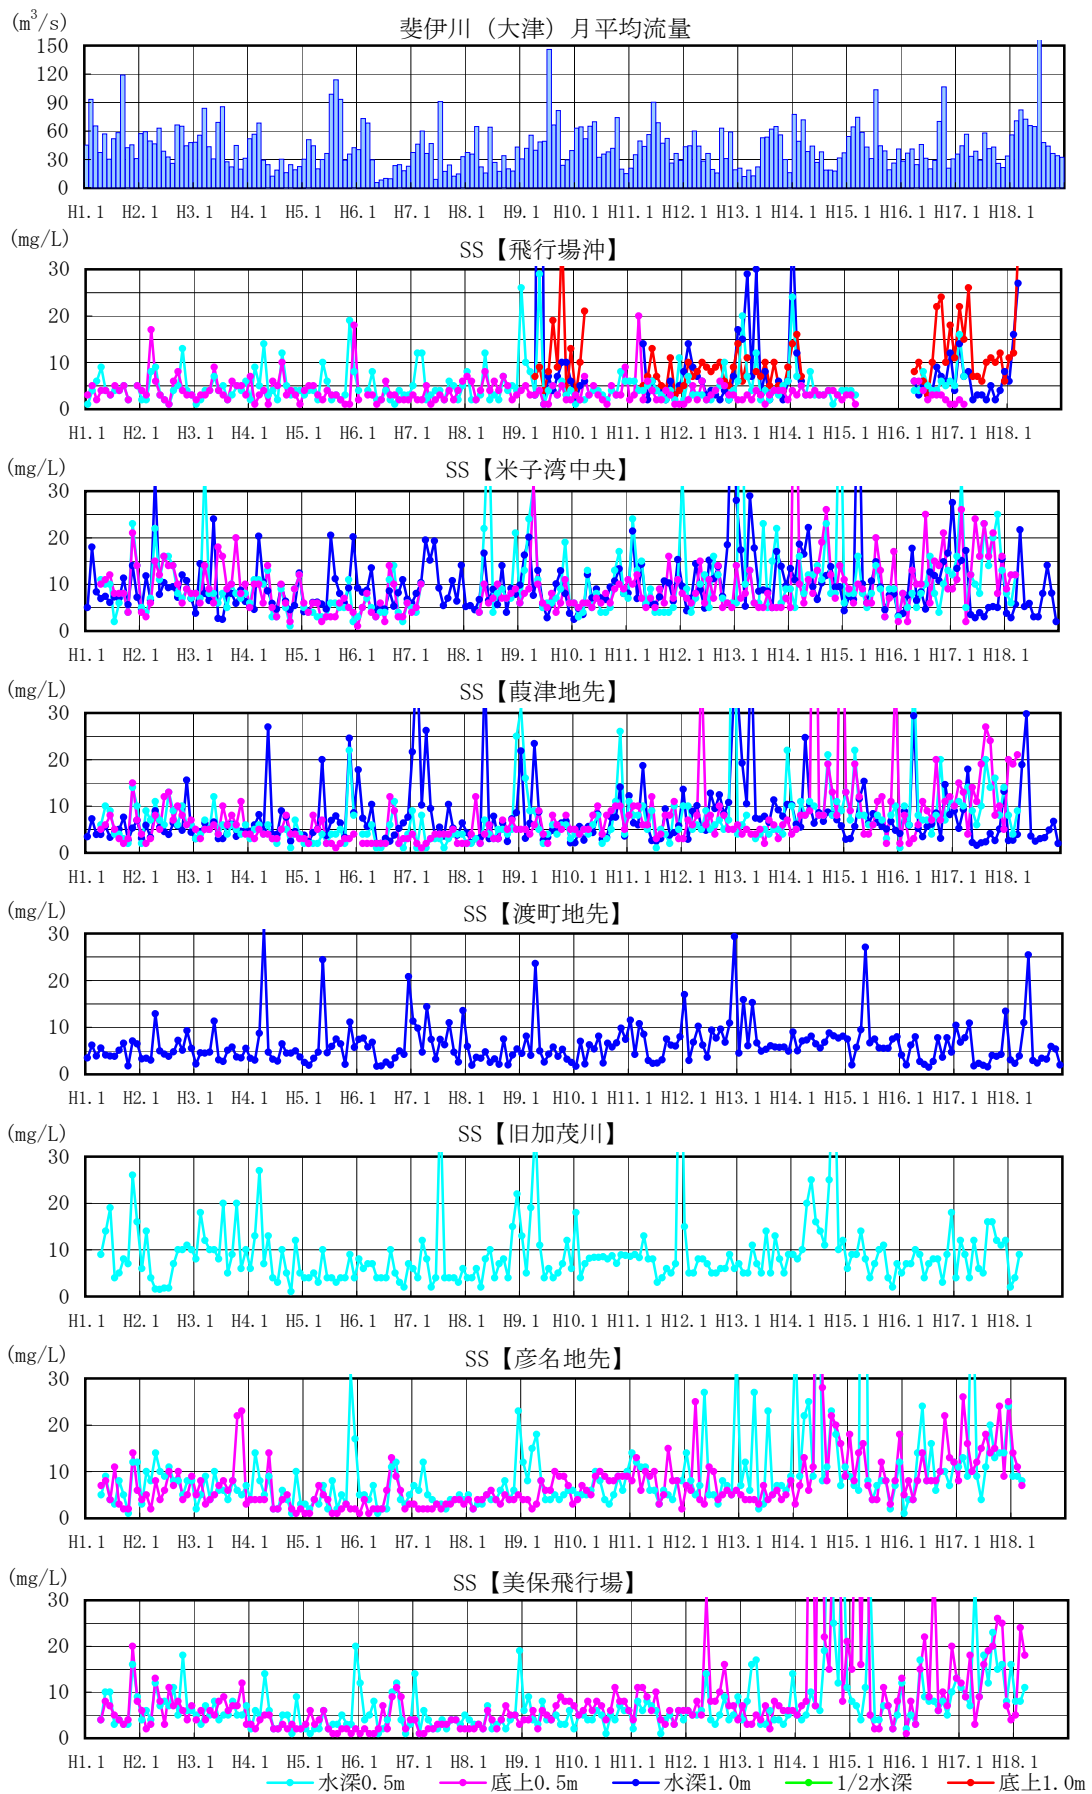 (m³/s)
斐伊川（大津）月平均流量
150
120
90
60
30
0
H1.1 H2.1 H3.1 H4.1 H5.1 H6.1 H7.1 H8.1 H9.1 H10.1 H11.1 H12.1 H13.1 H14.1 H15.1 H16.1 H17.1 H18.1
(mg/L)
SS【飛行場沖】
30
20
10
0
H1.1 H2.1 H3.1 H4.1 H5.1 H6.1 H7.1 H8.1 H9.1 H10.1 H11.1 H12.1 H13.1 H14.1 H15.1 H16.1 H17.1 H18.1
(mg/L)
SS【米子湾中央】
30
20
10
0
H1.1 H2.1 H3.1 H4.1 H5.1 H6.1 H7.1 H8.1 H9.1 H10.1 H11.1 H12.1 H13.1 H14.1 H15.1 H16.1 H17.1 H18.1
(mg/L)
SS【葭津地先】
30
20
10
0
H1.1 H2.1 H3.1 H4.1 H5.1 H6.1 H7.1 H8.1 H9.1 H10.1 H11.1 H12.1 H13.1 H14.1 H15.1 H16.1 H17.1 H18.1
(mg/L)
SS【渡町地先】
30
20
10
0
H1.1 H2.1 H3.1 H4.1 H5.1 H6.1 H7.1 H8.1 H9.1 H10.1 H11.1 H12.1 H13.1 H14.1 H15.1 H16.1 H17.1 H18.1
(mg/L)
SS【旧加茂川】
30
20
10
0
H1.1 H2.1 H3.1 H4.1 H5.1 H6.1 H7.1 H8.1 H9.1 H10.1 H11.1 H12.1 H13.1 H14.1 H15.1 H16.1 H17.1 H18.1
(mg/L)
SS【彦名地先】
30
20
10
0
H1.1 H2.1 H3.1 H4.1 H5.1 H6.1 H7.1 H8.1 H9.1 H10.1 H11.1 H12.1 H13.1 H14.1 H15.1 H16.1 H17.1 H18.1
(mg/L)
SS【美保飛行場】
30
20
10
0
H1.1 H2.1 H3.1 H4.1 H5.1 H6.1 H7.1 H8.1 H9.1 H10.1 H11.1 H12.1 H13.1 H14.1 H15.1 H16.1 H17.1 H18.1
水深0.5m 底上0.5m 水深1.0m 1/2水深 底上1.0m